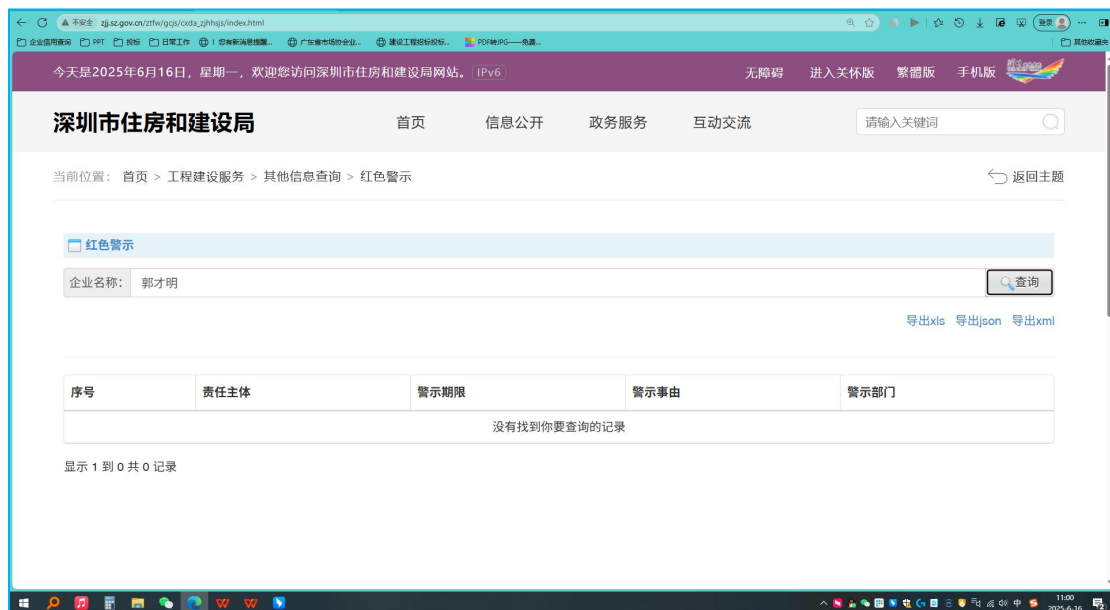 不安全 zjj.sz.gov.cn/ztfw/gcjs/cxda_zjhhsjs/index.html 登录
企业信用查询 PPT 投标 日常工作 广东省市场协会业... 建设工程招标投标... PDF转JPG——免费... 其他收藏夹
今天是2025年6月16日，星期一，欢迎您访问深圳市住房和建设局网站。 IPv6 无障碍 进入关怀版 繁體版 手机版
深圳市住房和建设局 首页 信息公开 政务服务 互动交流 请输入关键词
当前位置： 首页 > 工程建设服务 > 其他信息查询 > 红色警示 返回主题
红色警示
企业名称： 郭才明 查询
导出xls 导出json 导出xml
序号 责任主体 警示期限 警示事由 警示部门
没有找到你要查询的记录
显示 1 到 0 共 0 记录
中 11:00
2025-6-16